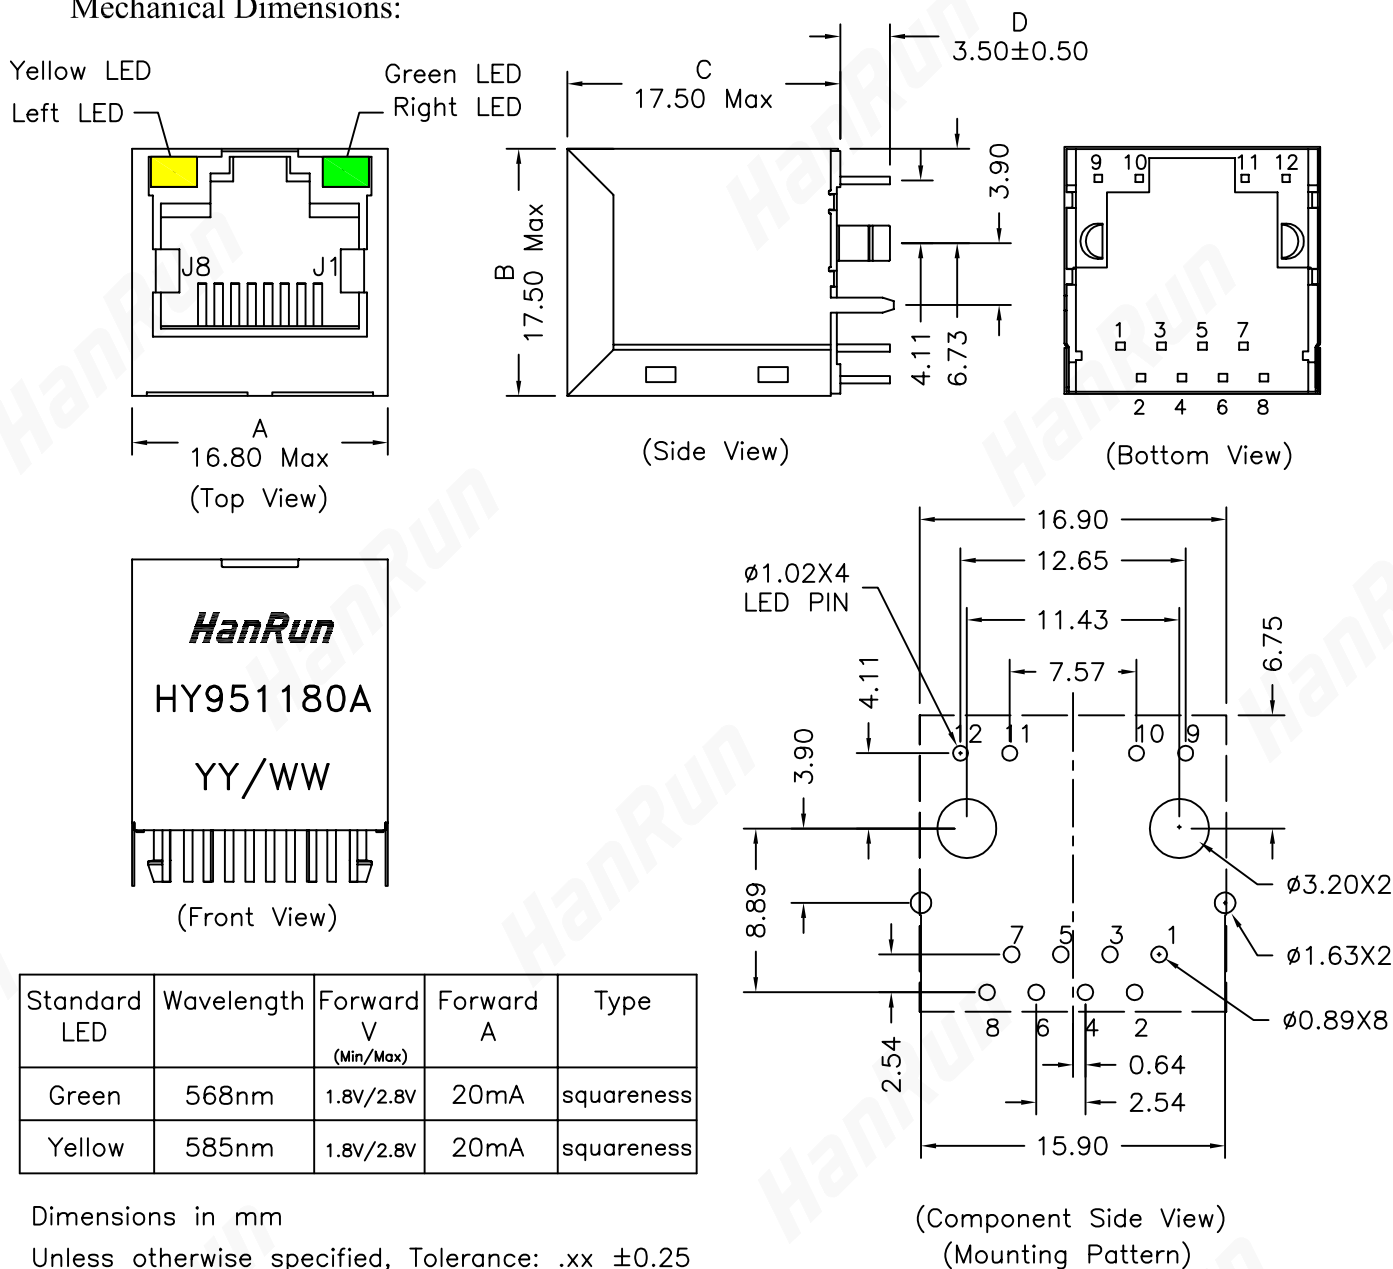 Mechanical Dimensions:
Yellow LED
Left LED
Green LED
Right LED
J8
J1
A
16.80 Max
(Top View)
C
17.50 Max
D
3.50±0.50
B
17.50 Max
3.90
4.11
6.73
(Side View)
9 10 11 12
1 3 5 7
2 4 6 8
(Bottom View)
HanRun
HY951180A
YY/WW
(Front View)
16.90
12.65
11.43
7.57
ø1.02X4
LED PIN
4.11
6.75
3.90
8.89
2.54
12 11 10 9
7 5 3 1
8 6 4 2
ø3.20X2
ø1.63X2
ø0.89X8
0.64
2.54
15.90
(Component Side View)
(Mounting Pattern)
Standard LED Wavelength Forward V (Min/Max) Forward A Type
Green 568nm 1.8V/2.8V 20mA squareness
Yellow 585nm 1.8V/2.8V 20mA squareness
Dimensions in mm
Unless otherwise specified, Tolerance: .xx ±0.25
HanRun
HanRun
HanRun
HanRun
HanRun
HanRun
HanRun